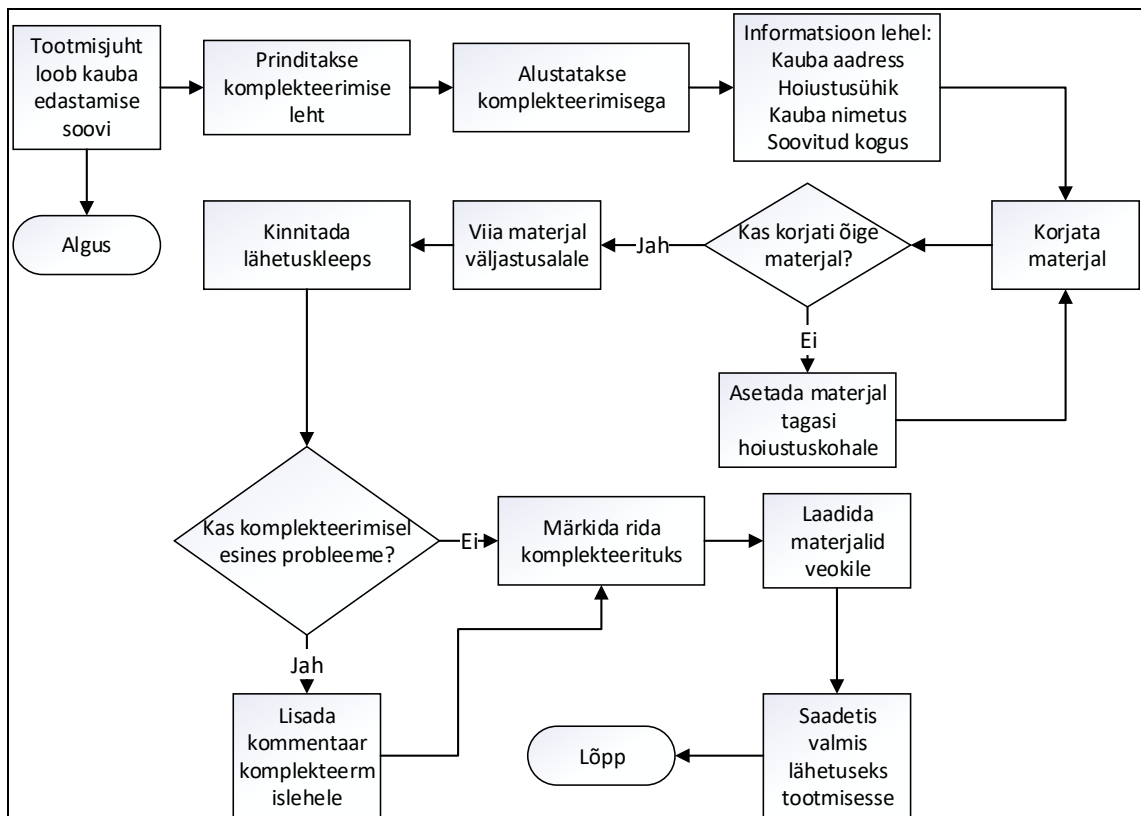 Tootmisjuht
loob kauba
edastamise
soovi
Prinditakse
komplekteerimise
leht
Alustatakse
komplekteerimisega
Informatsioon lehel:
Kauba aadress
Hoiustusühik
Kauba nimetus
Soovitud kogus
Algus
Kinnitada
lähetuskleeps
Viia materjal
väljastusalale
Jah
Kas korjati õige
materjal?
Korjata
materjal
Ei
Asetada materjal
tagasi
hoiustuskohale
Kas komplekteerimisel
esines probleeme?
Ei
Märkida rida
komplekteerituks
Laadida
materjalid
veokile
Jah
Lisada
kommentaar
komplekteerm
islehele
Lõpp
Saadetis
valmis
lähetuseks
tootmisesse